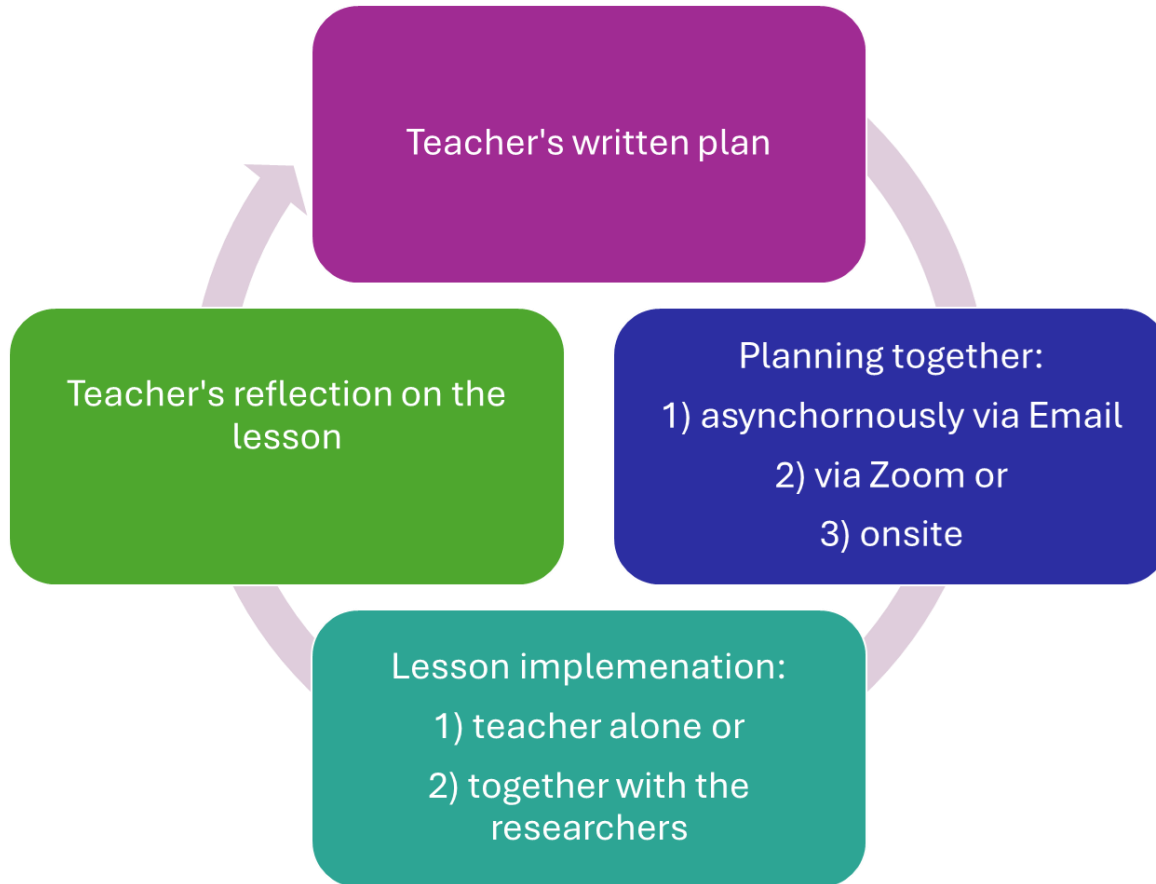 Teacher's written plan
Planning together:
1) asynchornously via Email
2) via Zoom or
3) onsite
Lesson implemenation:
1) teacher alone or
2) together with the
researchers
Teacher's reflection on the
lesson